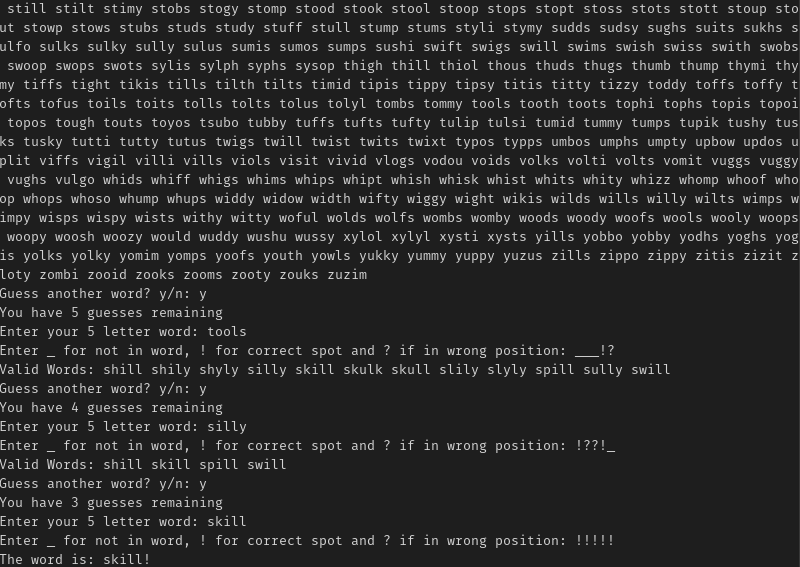 still stilt stimy stobs stogy stomp stood stook stool stoop stops stopt stoss stots stott stoup sto
ut stowp stows stubs studs study stuff stull stump stums styli stymy sudds sudsy sughs suits sukhs s
ulfo sulks sulky sully sulus sumis sumos sumps sushi swift swigs swill swims swish swiss swith swobs
swoop swops swots sylis sylph syphs sysop thigh thill thiol thous thuds thugs thumb thump thymi thy
my tiffs tight tikis tills tilth tilts timid tipis tippy tipsy titis titty tizzy toddy toffs toffy t
ofts tofus toils toits tolls tolts tolus tolyl tombs tommy tools tooth toots tophi tophs topis topoi
topos tough touts toyos tsubo tubby tuffs tufts tufty tulip tulsi tumid tummy tumps tupik tushy tus
ks tusky tutti tutty tutus twigs twill twist twits twixt typos typps umbos umphs umpty upbow updos u
plit viffs vigil villi vills viols visit vivid vlogs vodou voids volks volti volts vomit vuggs vuggy
vughs vulgo whids whiff whigs whims whips whipt whish whisk whist whits whity whizz whomp whoof who
op whops whoso whump whups widdy widow width wifty wiggy wight wikis wilds wills willy wilts wimps w
impy wisps wispy wists withy witty woful wolds wolfs wombs womby woods woody woofs wools wooly woops
woopy woosh woozy would wuddy wushu wussy xylol xylyl xysti xysts yills yobbo yobby yodhs yoghs yog
is yolks yolky yomim yomps yoofs youth yowls yukky yummy yuppy yuzus zills zippo zippy zitis zizit z
loty zombi zooid zooks zooms zooty zouks zuzim
Guess another word? y/n: y
You have 5 guesses remaining
Enter your 5 letter word: tools
Enter _ for not in word, ! for correct spot and ? if in wrong position: ___!?
Valid Words: shill shily shyly silly skill skulk skull slily slyly spill sully swill
Guess another word? y/n: y
You have 4 guesses remaining
Enter your 5 letter word: silly
Enter _ for not in word, ! for correct spot and ? if in wrong position: !??!_
Valid Words: shill skill spill swill
Guess another word? y/n: y
You have 3 guesses remaining
Enter your 5 letter word: skill
Enter _ for not in word, ! for correct spot and ? if in wrong position: !!!!!
The word is: skill!